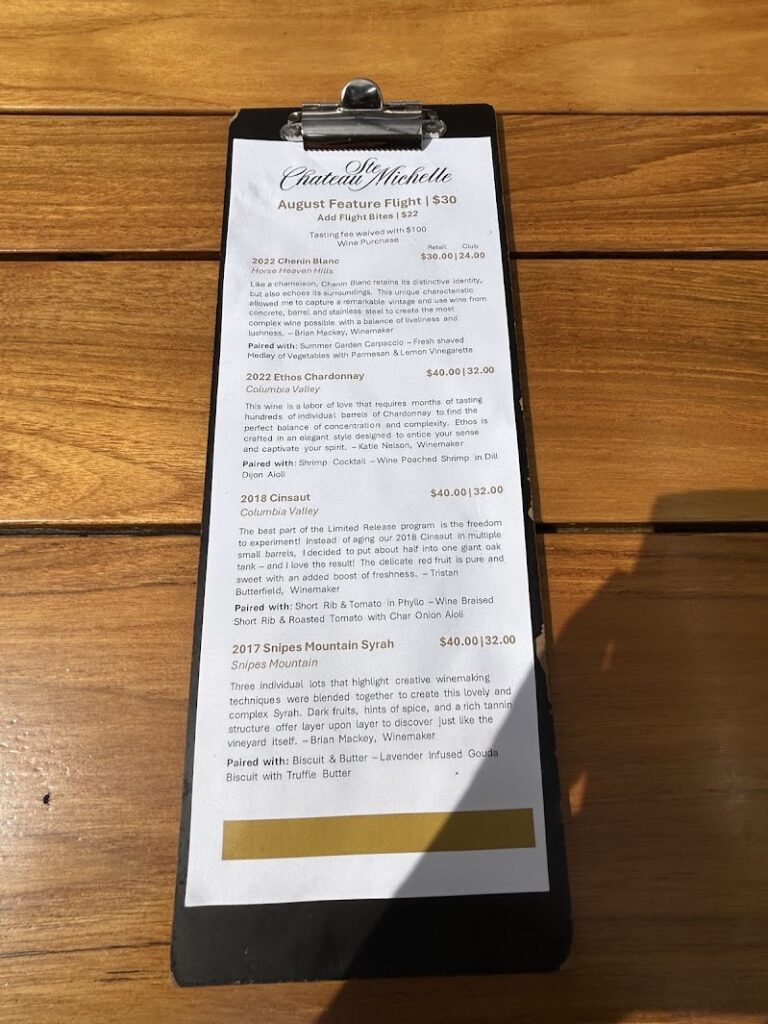 Chateau Ste Michelle
August Feature Flight | $30
Add Flight Bites | $22
Tasting fee waived with $100
Wine Purchase
Retail Club
2022 Chenin Blanc $30.00|24.00
Horse Heaven Hills
Like a chameleon, Chenin Blanc retains its distinctive identity,
but also echoes its surroundings. This unique characteristic
allowed me to capture a remarkable vintage and use wine from
concrete, barrel and stainless steel to create the most
complex wine possible with a balance of liveliness and
lushness. – Brian Mackey, Winemaker
Paired with: Summer Garden Carpaccio – Fresh shaved
Medley of Vegetables with Parmesan & Lemon Vinegarette
2022 Ethos Chardonnay $40.00|32.00
Columbia Valley
This wine is a labor of love that requires months of tasting
hundreds of individual barrels of Chardonnay to find the
perfect balance of concentration and complexity. Ethos is
crafted in an elegant style designed to entice your sense
and captivate your spirit. – Katie Nelson, Winemaker
Paired with: Shrimp Cocktail – Wine Poached Shrimp in Dill
Dijon Aioli
2018 Cinsaut $40.00|32.00
Columbia Valley
The best part of the Limited Release program is the freedom
to experiment! Instead of aging our 2018 Cinsaut in multiple
small barrels, I decided to put about half into one giant oak
tank – and I love the result! The delicate red fruit is pure and
sweet with an added boost of freshness. – Tristan
Butterfield, Winemaker
Paired with: Short Rib & Tomato in Phyllo – Wine Braised
Short Rib & Roasted Tomato with Char Onion Aioli
2017 Snipes Mountain Syrah $40.00|32.00
Snipes Mountain
Three individual lots that highlight creative winemaking
techniques were blended together to create this lovely and
complex Syrah. Dark fruits, hints of spice, and a rich tannin
structure offer layer upon layer to discover just like the
vineyard itself. – Brian Mackey, Winemaker
Paired with: Biscuit & Butter – Lavender Infused Gouda
Biscuit with Truffle Butter